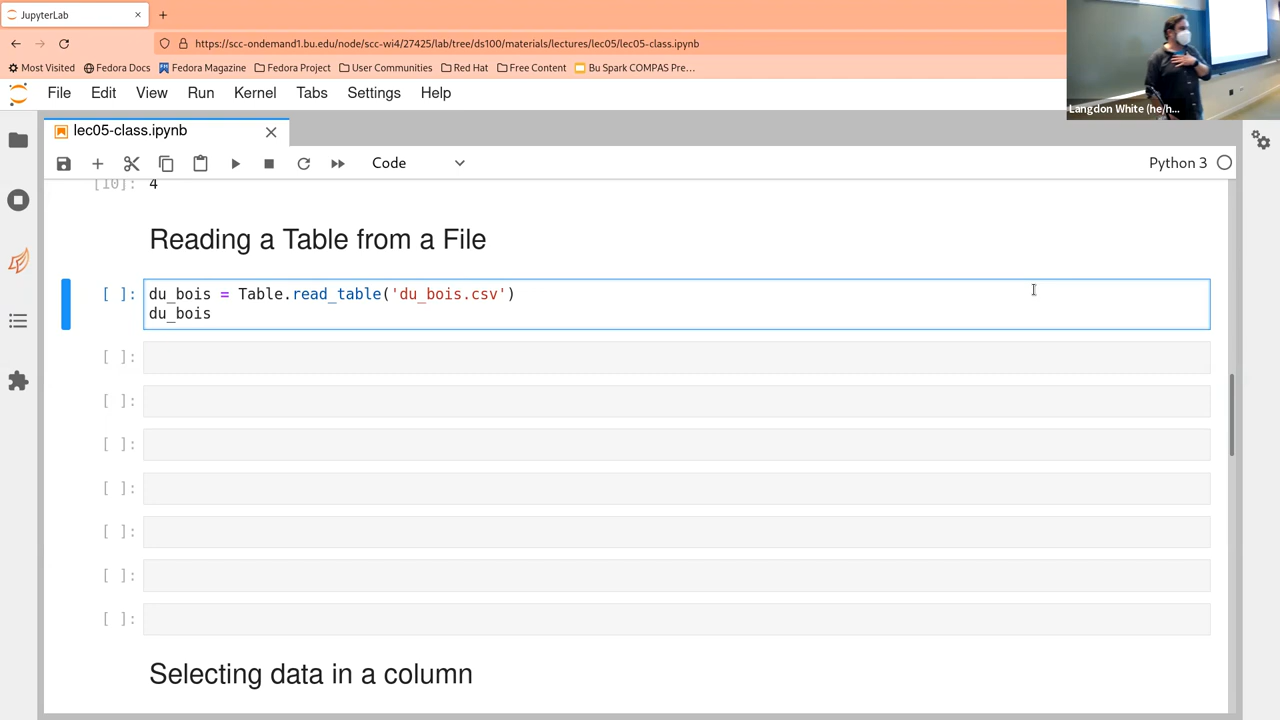 JupyterLab
https://scc-ondemand1.bu.edu/node/scc-wi4/27425/lab/tree/ds100/materials/lectures/lec05/lec05-class.ipynb
Most Visited Fedora Docs Fedora Magazine Fedora Project User Communities Red Hat Free Content Bu Spark COMPAS Pre…
Langdon White (he/h...
File Edit View Run Kernel Tabs Settings Help
lec05-class.ipynb
Code Python 3
[10]: 4
Reading a Table from a File
[ ]: du_bois = Table.read_table('du_bois.csv')
du_bois
[ ]:
[ ]:
[ ]:
[ ]:
[ ]:
[ ]:
[ ]:
Selecting data in a column